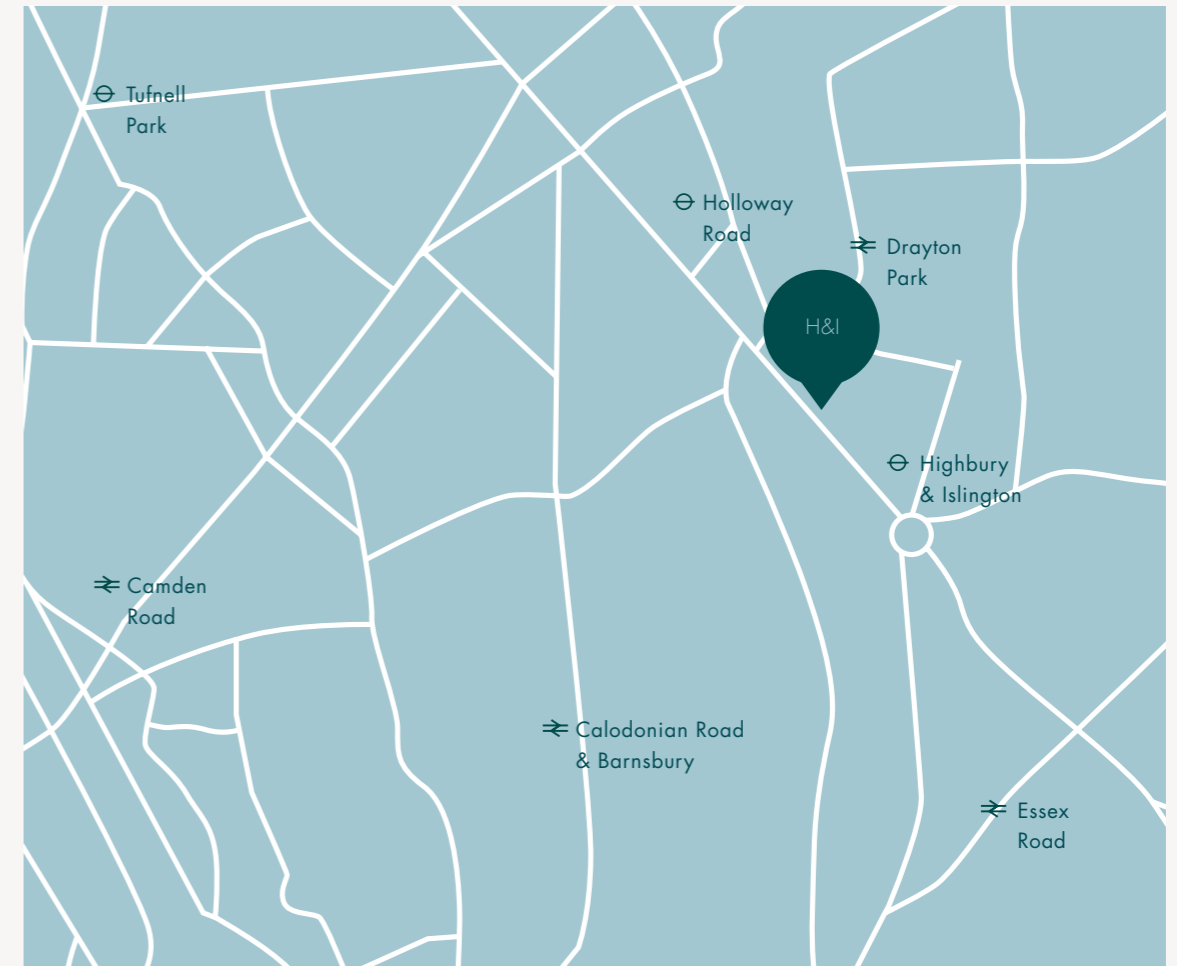 Tufnell
Park
Holloway
Road
Drayton
Park
H&I
Highbury
& Islington
Camden
Road
Calodonian Road
& Barnsbury
Essex
Road